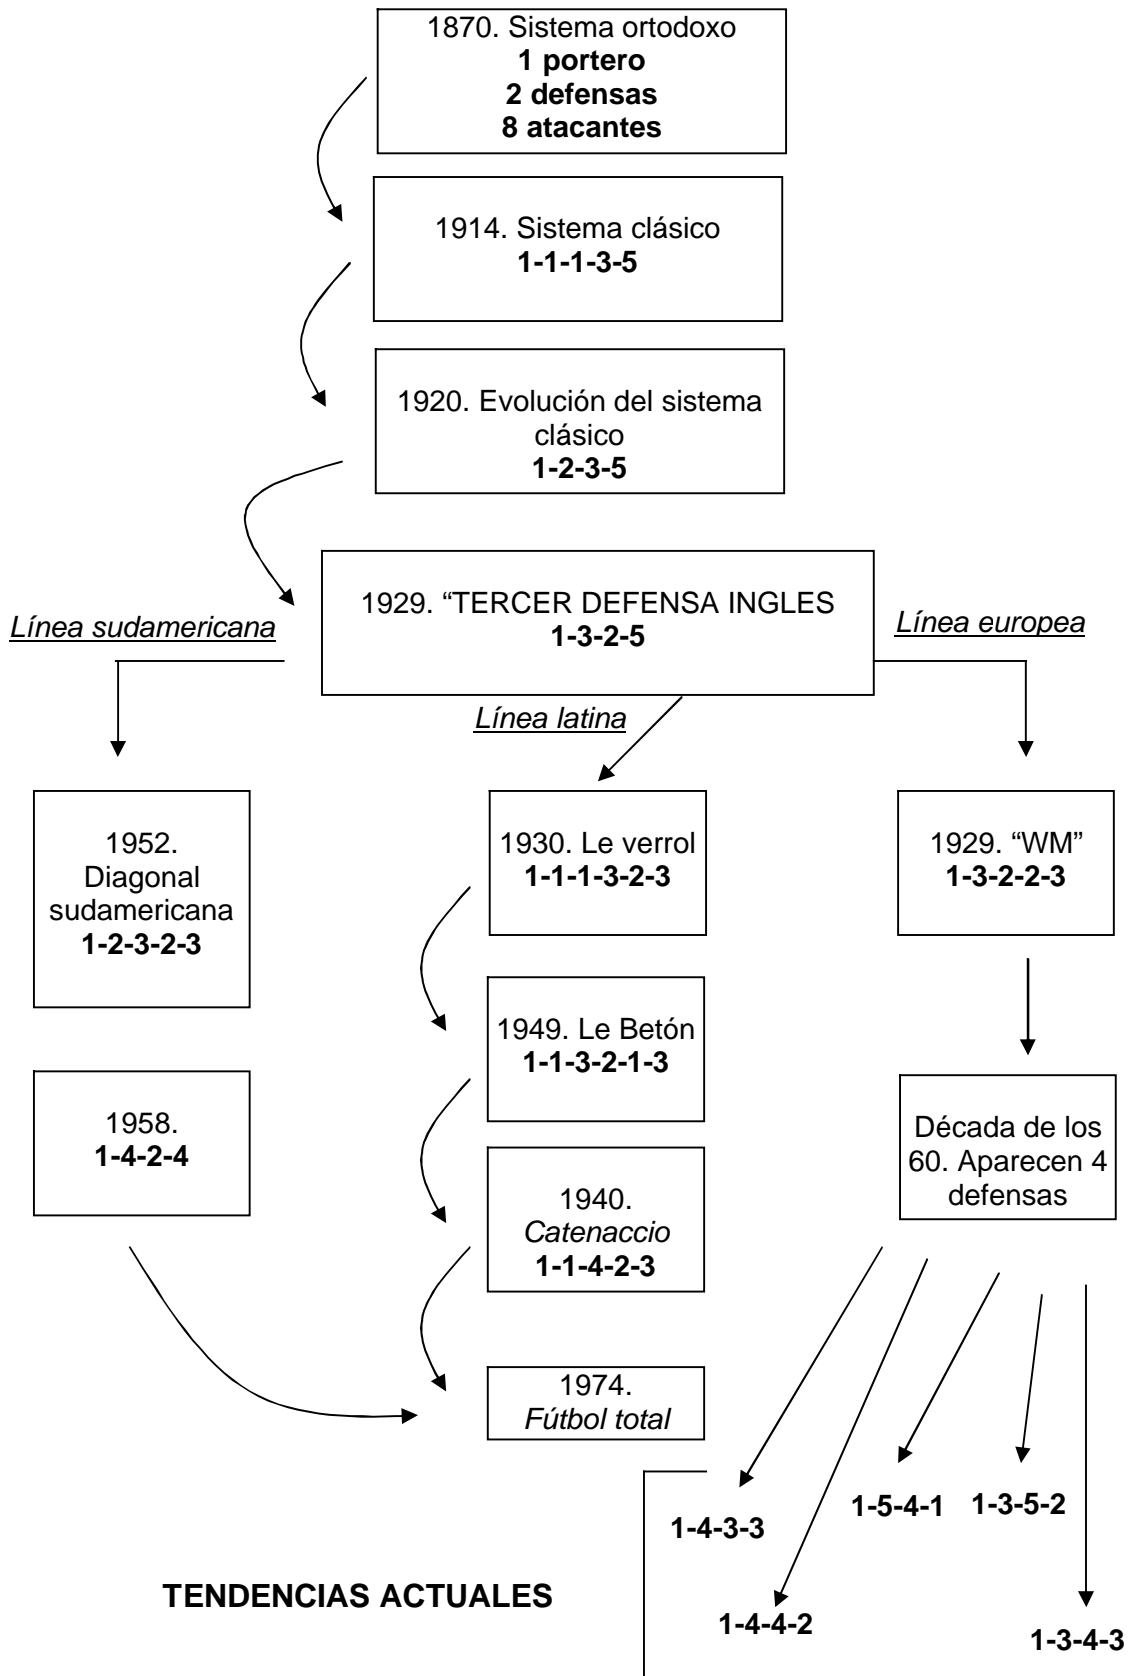 1870. Sistema ortodoxo
1 portero
2 defensas
8 atacantes
1914. Sistema clásico
1-1-1-3-5
1920. Evolución del sistema
clásico
1-2-3-5
1929. “TERCER DEFENSA INGLES
1-3-2-5
Línea sudamericana
Línea latina
Línea europea
1952.
Diagonal
sudamericana
1-2-3-2-3
1958.
1-4-2-4
1930. Le verrol
1-1-1-3-2-3
1949. Le Betón
1-1-3-2-1-3
1940.
Catenaccio
1-1-4-2-3
1974.
Fútbol total
1929. “WM”
1-3-2-2-3
Década de los
60. Aparecen 4
defensas
TENDENCIAS ACTUALES
1-4-3-3
1-4-4-2
1-5-4-1
1-3-5-2
1-3-4-3